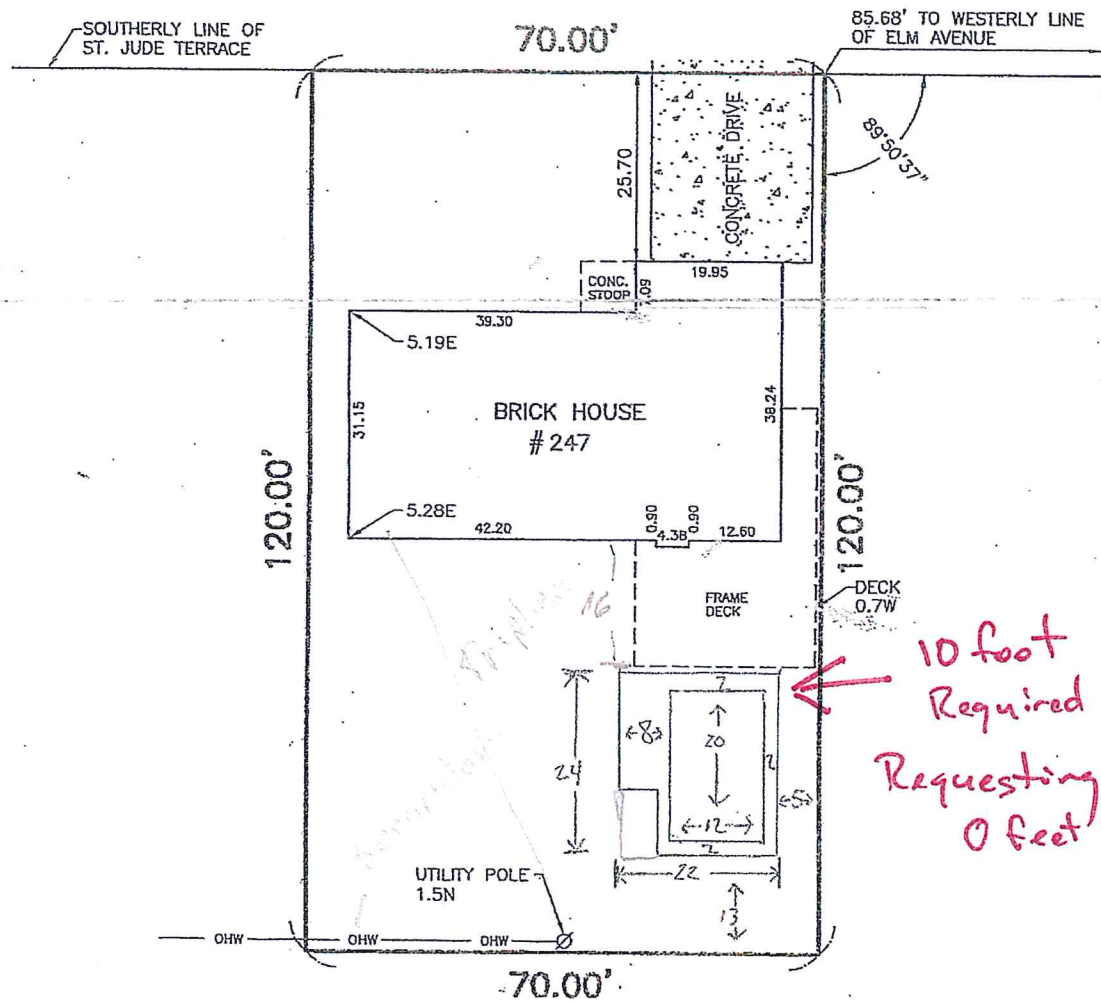 SOUTHERLY LINE OF
ST. JUDE TERRACE
70.00'
85.68' TO WESTERLY LINE
OF ELM AVENUE
89°50'37"
25.70
CONCRETE DRIVE
19.95
CONC.
STOOP
39.30
5.19E
31.15
BRICK HOUSE
#247
38.24
120.00'
120.00'
5.28E
42.20
0.90
4.38
0.90
12.60
16
FRAME
DECK
DECK
0.7W
10 foot
Required
Requesting
0 feet
2
8
20
2
24
5
12
2
22
UTILITY POLE
1.5N
13
OHW
OHW
OHW
70.00'